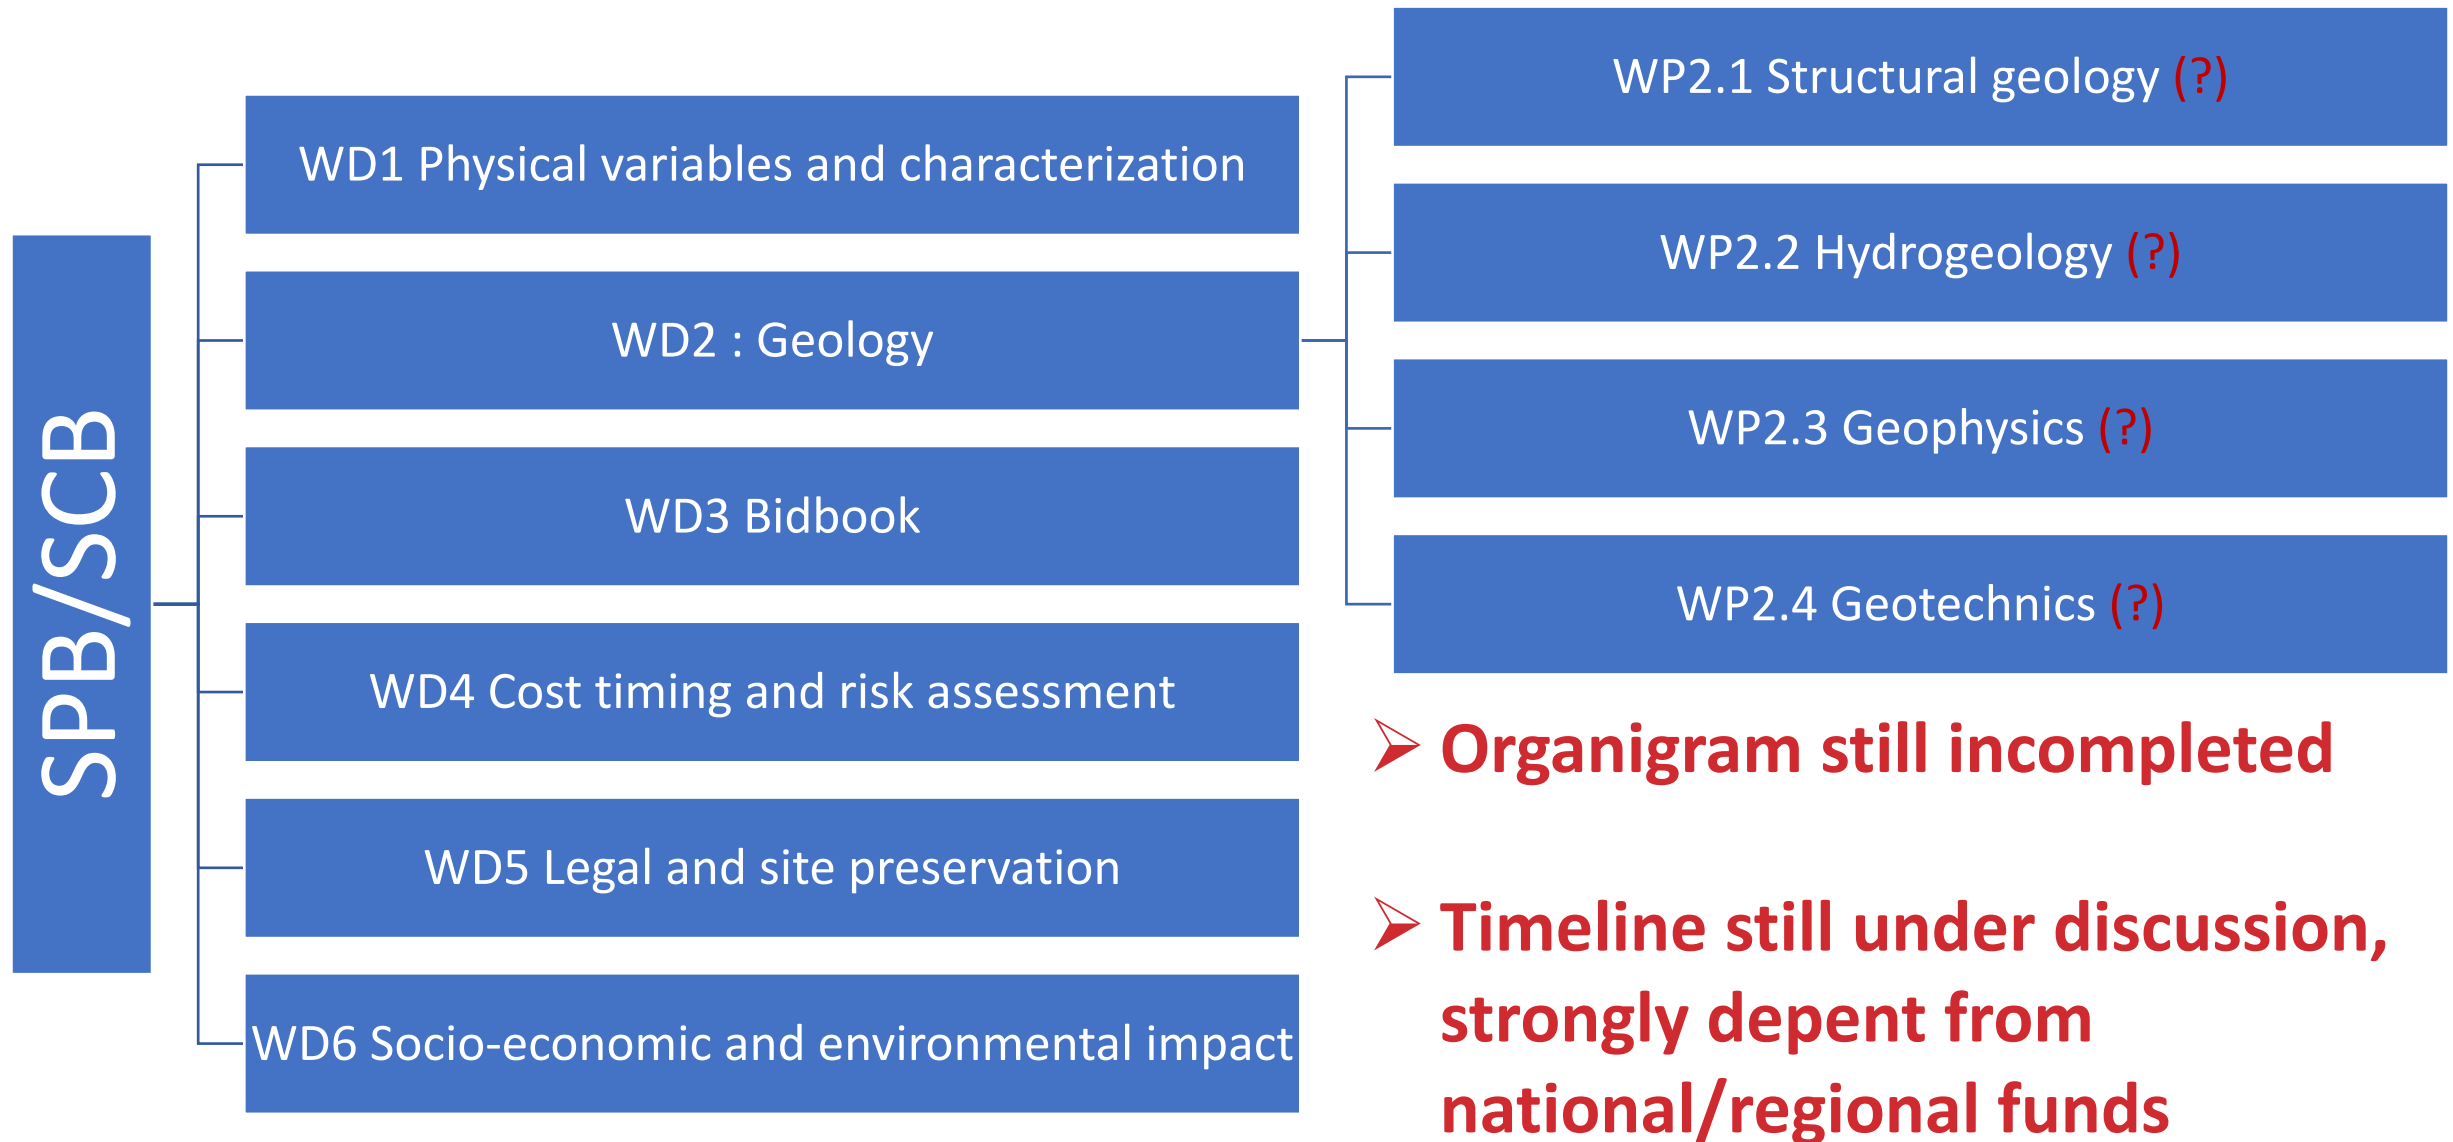 SPB/SCB
WD1 Physical variables and characterization
WD2 : Geology
WD3 Bidbook
WD4 Cost timing and risk assessment
WD5 Legal and site preservation
WD6 Socio-economic and environmental impact
WP2.1 Structural geology (?)
WP2.2 Hydrogeology (?)
WP2.3 Geophysics (?)
WP2.4 Geotechnics (?)
Organigram still incompleted
Timeline still under discussion,
strongly depent from
national/regional funds